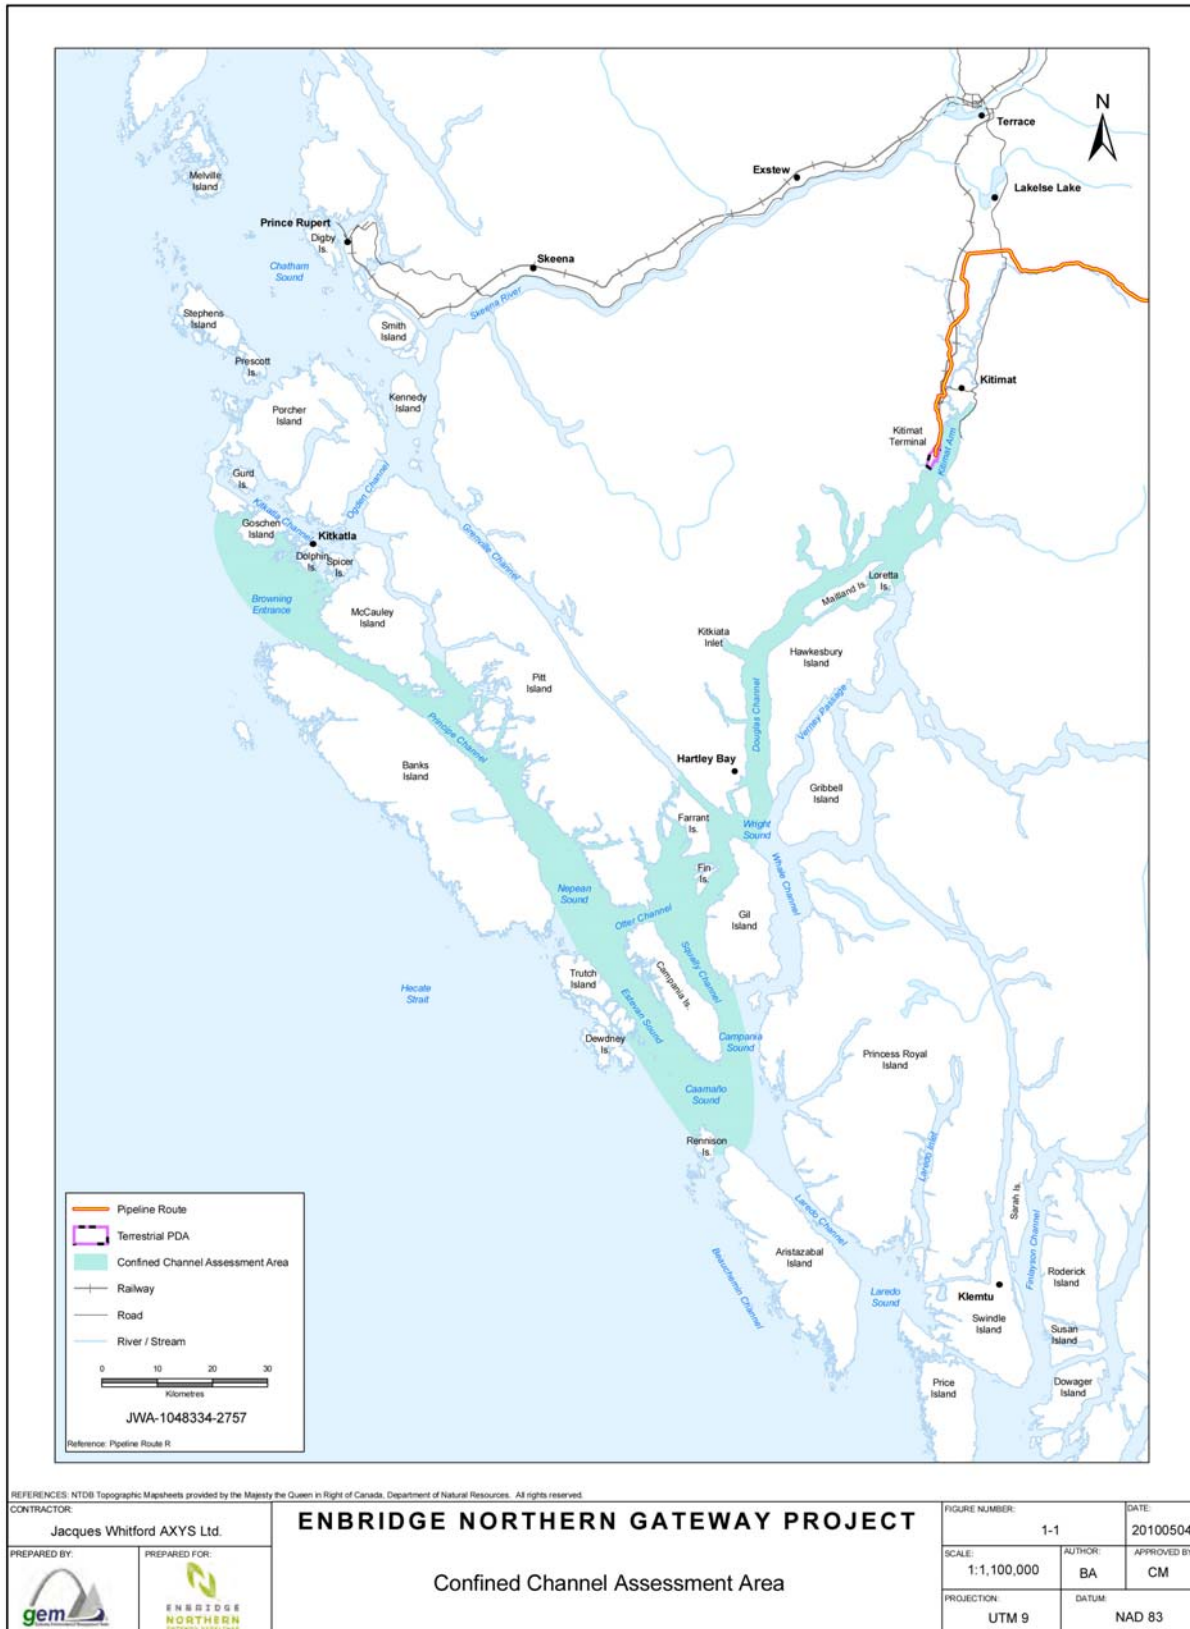 N
Terrace
Exstew
Lakelse Lake
Melville
Island
Prince Rupert
Digby
Is.
Chatham
Sound
Skeena
Skeena River
Stephens
Island
Smith
Island
Prescott
Is.
Kennedy
Island
Porcher
Island
Kitimat
Kitimat
Terminal
Kitimat Arm
Gurd
Is.
Ogden Channel
Kitkatla Channel
Goschen
Island
Kitkatla
Dolphin
Is.
Spicer
Is.
Grenville Channel
Browning
Entrance
McCauley
Island
Maitland Is.
Loretta
Is.
Kitkiata
Inlet
Hawkesbury
Island
Pitt
Island
Douglas Channel
Verney Passage
Principe Channel
Banks
Island
Hartley Bay
Gribbell
Island
Farrant
Is.
Wright
Sound
Fin
Is.
Whale Channel
Nepean
Sound
Otter Channel
Gil
Island
Squally Channel
Campania Is.
Trutch
Island
Hecate
Strait
Estevan Sound
Dewdney
Is.
Campania
Sound
Princess Royal
Island
Caamaño
Sound
Rennison
Is.
Laredo Inlet
Laredo Channel
Sarah Is.
Finlayson Channel
Aristazabal
Island
Beauchemin Channel
Roderick
Island
Laredo
Sound
Klemtu
Swindle
Island
Susan
Island
Price
Island
Dowager
Island
Pipeline Route
Terrestrial PDA
Confined Channel Assessment Area
Railway
Road
River / Stream
0 10 20 30
Kilometres
JWA-1048334-2757
Reference: Pipeline Route R
REFERENCES: NTDB Topographic Mapsheets provided by the Majesty the Queen in Right of Canada, Department of Natural Resources. All rights reserved.
CONTRACTOR:
Jacques Whitford AXYS Ltd.
PREPARED BY:
gem
PREPARED FOR:
ENBRIDGE
NORTHERN
ENBRIDGE NORTHERN GATEWAY PROJECT
Confined Channel Assessment Area
FIGURE NUMBER:
1-1
DATE:
20100504
SCALE:
1:1,100,000
AUTHOR:
BA
APPROVED BY
CM
PROJECTION:
UTM 9
DATUM:
NAD 83